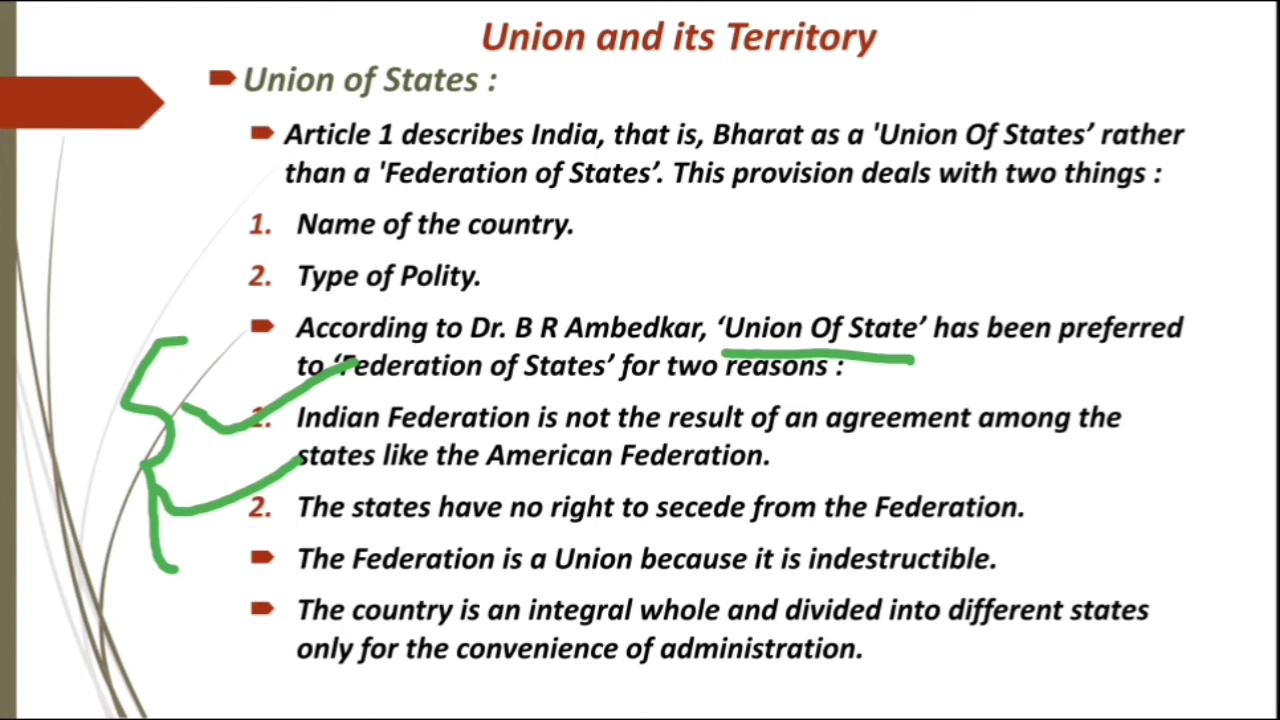 Union and its Territory
Union of States :
Article 1 describes India, that is, Bharat as a 'Union Of States’ rather
than a 'Federation of States’. This provision deals with two things :
1. Name of the country.
2. Type of Polity.
According to Dr. B R Ambedkar, ‘Union Of State’ has been preferred
to ‘Federation of States’ for two reasons :
1. Indian Federation is not the result of an agreement among the
states like the American Federation.
2. The states have no right to secede from the Federation.
The Federation is a Union because it is indestructible.
The country is an integral whole and divided into different states
only for the convenience of administration.